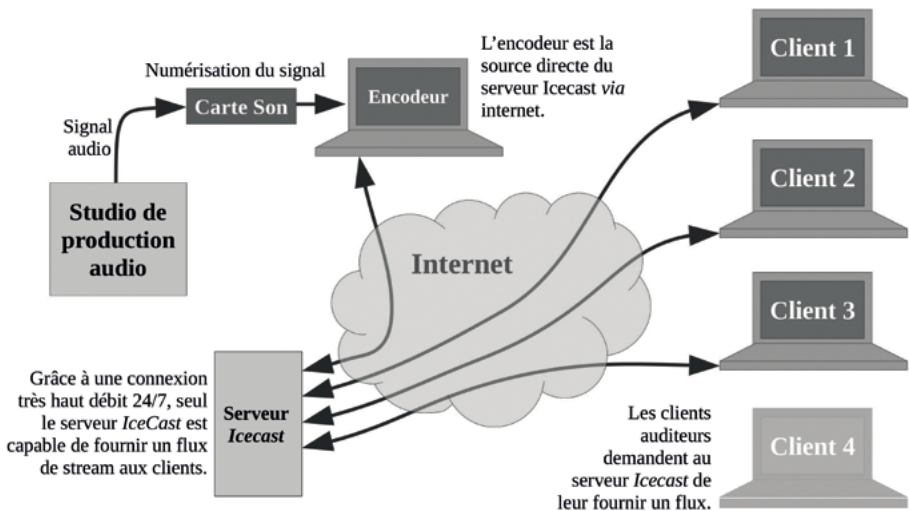 Numérisation du signal
Carte Son
Encodeur
L’encodeur est la
source directe du
serveur Icecast via
internet.
Client 1
Signal
audio
Studio de
production
audio
Client 2
Internet
Client 3
Grâce à une connexion
très haut débit 24/7, seul
le serveur IceCast est
capable de fournir un flux
de stream aux clients.
Serveur
Icecast
Les clients
auditeurs
demandent au
serveur Icecast de
leur fournir un flux.
Client 4